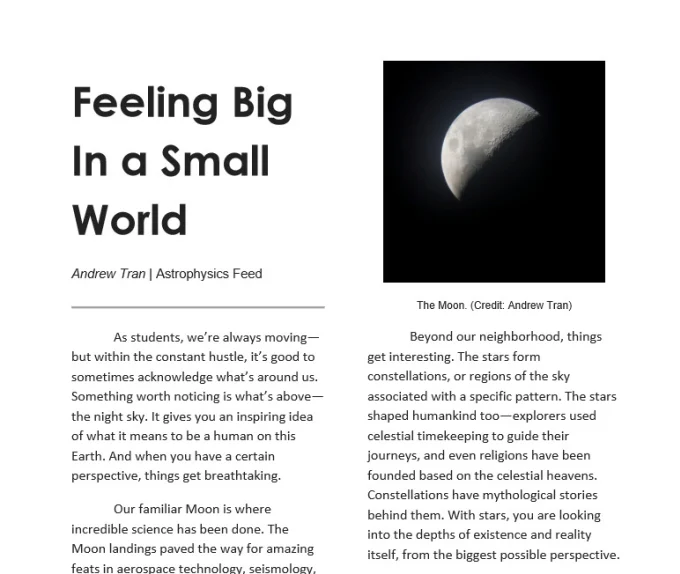 Feeling Big
In a Small
World
Andrew Tran | Astrophysics Feed
As students, we’re always moving—
but within the constant hustle, it’s good to
sometimes acknowledge what’s around us.
Something worth noticing is what’s above—
the night sky. It gives you an inspiring idea
of what it means to be a human on this
Earth. And when you have a certain
perspective, things get breathtaking.
Our familiar Moon is where
incredible science has been done. The
Moon landings paved the way for amazing
feats in aerospace technology, seismology,
The Moon. (Credit: Andrew Tran)
Beyond our neighborhood, things
get interesting. The stars form
constellations, or regions of the sky
associated with a specific pattern. The stars
shaped humankind too—explorers used
celestial timekeeping to guide their
journeys, and even religions have been
founded based on the celestial heavens.
Constellations have mythological stories
behind them. With stars, you are looking
into the depths of existence and reality
itself, from the biggest possible perspective.